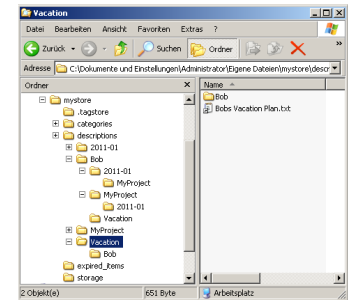 Vacation
Datei Bearbeiten Ansicht Favoriten Extras ?
Zurück Suchen Ordner
Adresse C:\Dokumente und Einstellungen\Administrator\Eigene Dateien\mystore\descr
Ordner
Name
mystore
.tagstore
categories
descriptions
2011-01
Bob
2011-01
MyProject
MyProject
2011-01
Vacation
MyProject
Vacation
Bob
expired_items
storage
Bob
Bobs Vacation Plan.txt
2 Objekt(e) 651 Byte Arbeitsplatz